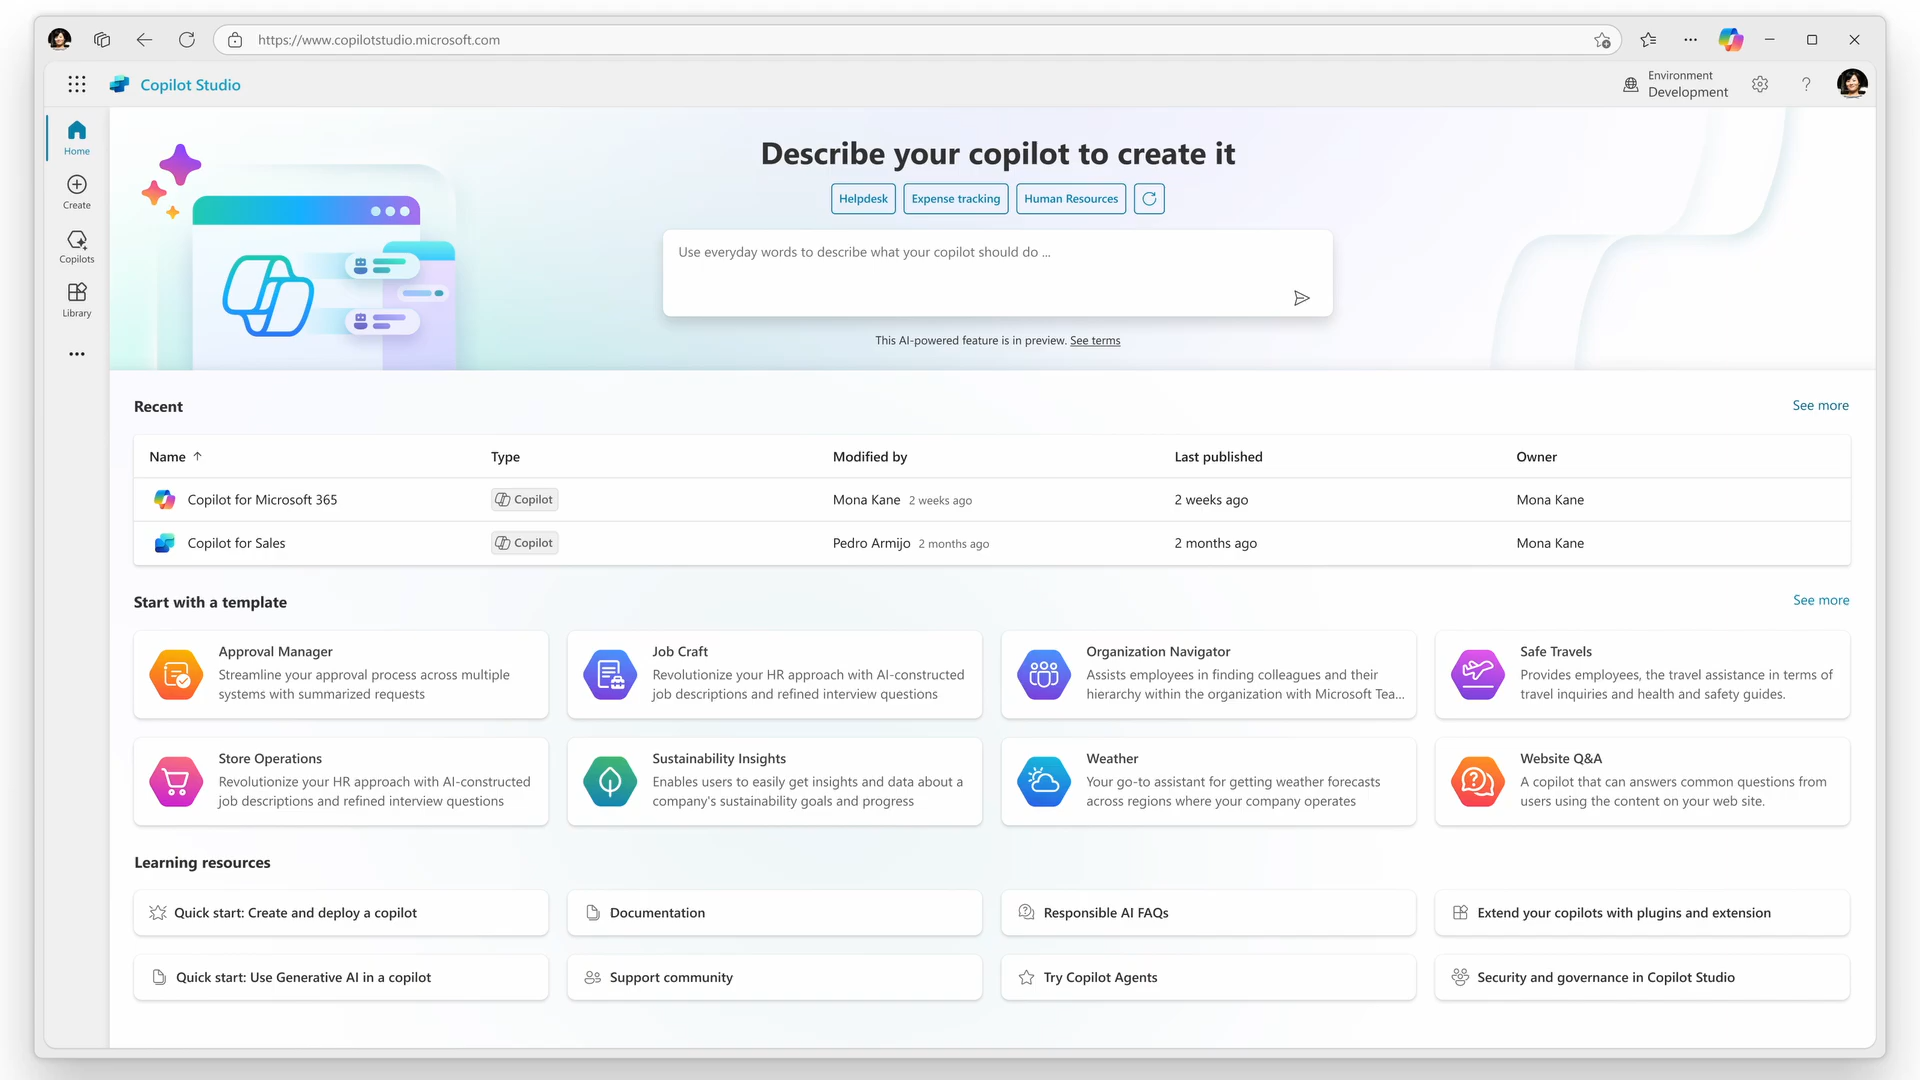 https://www.copilotstudio.microsoft.com
Copilot Studio
Environment
Development
Home
Create
Copilots
Library
Describe your copilot to create it
Helpdesk
Expense tracking
Human Resources
Use everyday words to describe what your copilot should do ...
This AI-powered feature is in preview. See terms
Recent
See more
Name Type Modified by Last published Owner
Copilot for Microsoft 365 Copilot Mona Kane 2 weeks ago 2 weeks ago Mona Kane
Copilot for Sales Copilot Pedro Armijo 2 months ago 2 months ago Mona Kane
Start with a template
See more
Approval Manager
Streamline your approval process across multiple
systems with summarized requests
Job Craft
Revolutionize your HR approach with AI-constructed
job descriptions and refined interview questions
Organization Navigator
Assists employees in finding colleagues and their
hierarchy within the organization with Microsoft Tea...
Safe Travels
Provides employees, the travel assistance in terms of
travel inquiries and health and safety guides.
Store Operations
Revolutionize your HR approach with AI-constructed
job descriptions and refined interview questions
Sustainability Insights
Enables users to easily get insights and data about a
company's sustainability goals and progress
Weather
Your go-to assistant for getting weather forecasts
across regions where your company operates
Website Q&A
A copilot that can answers common questions from
users using the content on your web site.
Learning resources
Quick start: Create and deploy a copilot
Documentation
Responsible AI FAQs
Extend your copilots with plugins and extension
Quick start: Use Generative AI in a copilot
Support community
Try Copilot Agents
Security and governance in Copilot Studio